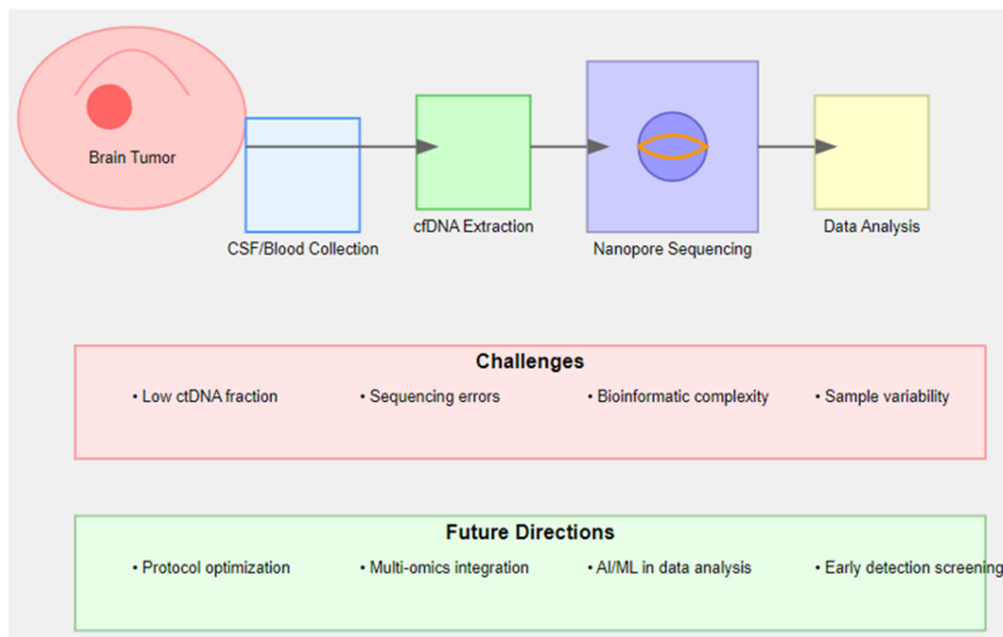 Brain Tumor
CSF/Blood Collection
cfDNA Extraction
Nanopore Sequencing
Data Analysis
Challenges
• Low ctDNA fraction
• Sequencing errors
• Bioinformatic complexity
• Sample variability
Future Directions
• Protocol optimization
• Multi-omics integration
• AI/ML in data analysis
• Early detection screening